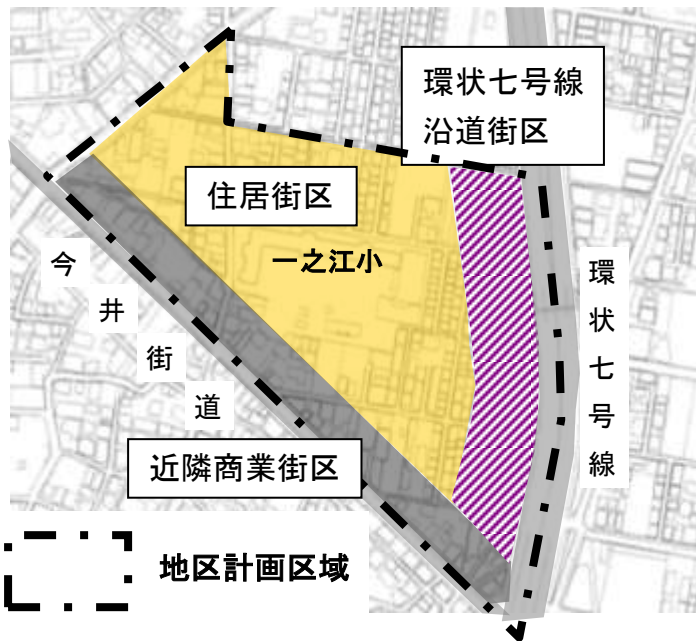 環状七号線
沿道街区
住居街区
一之江小
今井街道
環状七号線
近隣商業街区
地区計画区域